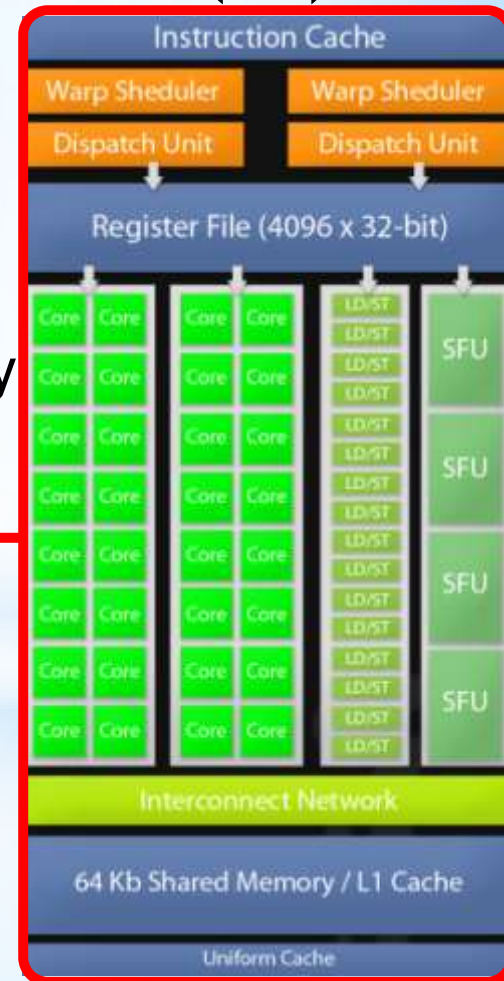 Instruction Cache
Warp Sheduler Warp Sheduler
Dispatch Unit Dispatch Unit
Register File (4096 x 32-bit)
Core Core Core Core LD/ST
LD/ST
SFU
Core Core Core Core LD/ST
LD/ST
Core Core Core Core LD/ST
LD/ST
SFU
Core Core Core Core LD/ST
LD/ST
Core Core Core Core LD/ST
LD/ST
SFU
Core Core Core Core LD/ST
LD/ST
Core Core Core Core LD/ST
LD/ST
SFU
Core Core Core Core LD/ST
LD/ST
Interconnect Network
64 Kb Shared Memory / L1 Cache
Uniform Cache